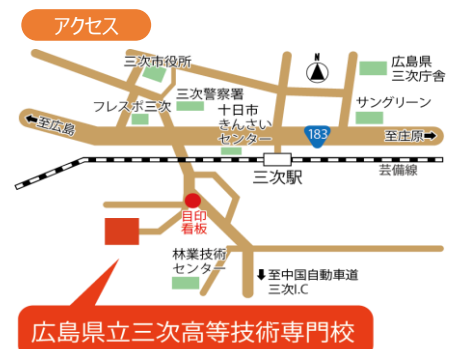 アクセス
三次市役所
N
広島県
三次庁舎
三次警察署
フレスポ三次
十日市
きんさい
センター
サングリーン
⬅至広島
183
至庄原➡
三次駅
芸備線
目印
看板
林業技術
センター
⬇至中国自動車道
三次I.C
広島県立三次高等技術専門校